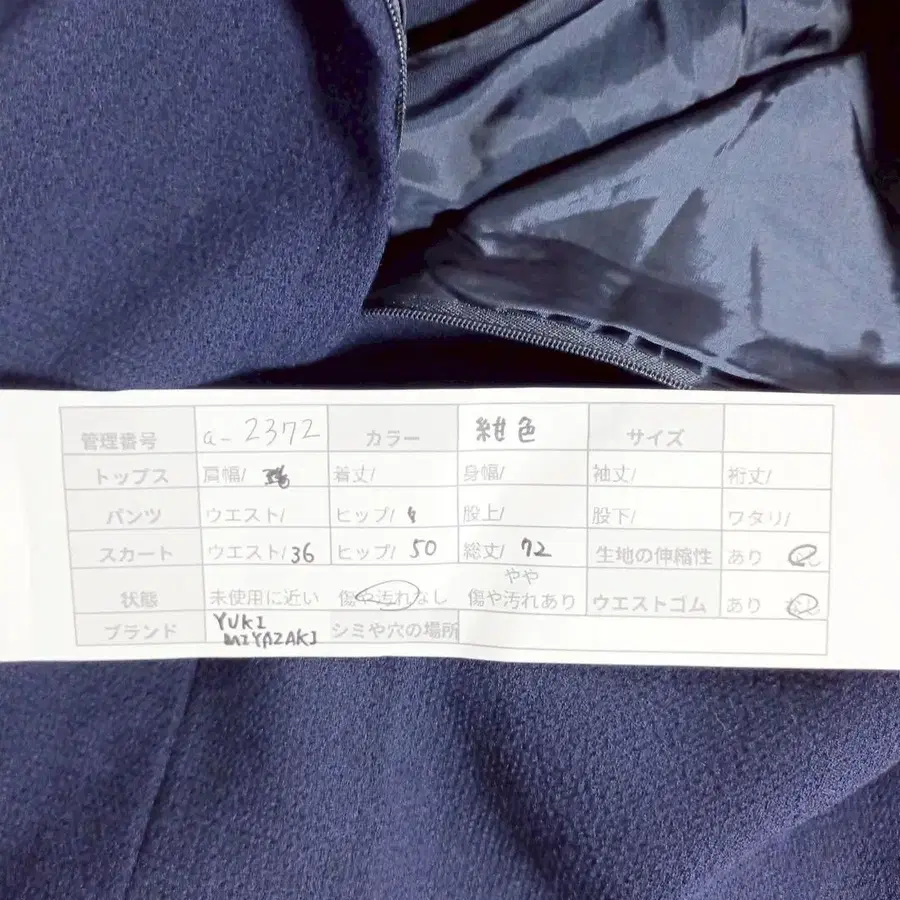 管理番号 a-2372 カラー 紺色 サイズ
トップス 肩幅/ 着丈/ 身幅/ 袖丈/ 裄丈/
パンツ ウエスト/ ヒップ/ 股上/ 股下/ ワタリ/
スカート ウエスト/36 ヒップ/50 総丈/72 生地の伸縮性 あり なし
状態 未使用に近い 傷や汚れなし やや傷や汚れあり ウエストゴム あり なし
ブランド YUKI MIYAZAKI シミや穴の場所